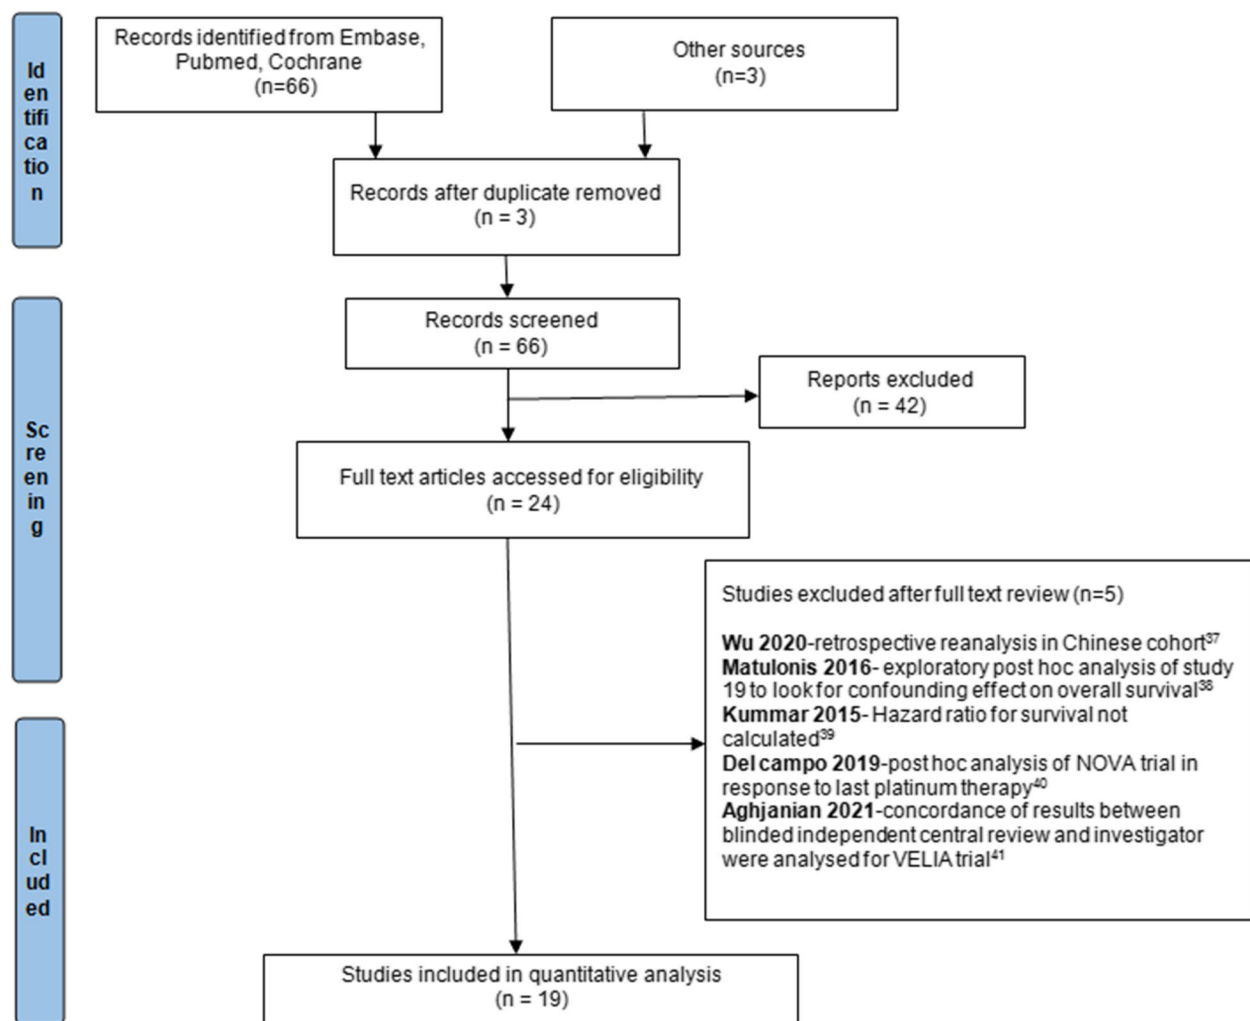 Id
en
tifi
ca
tio
n
Records identified from Embase,
Pubmed, Cochrane
(n=66)
Other sources
(n=3)
Records after duplicate removed
(n = 3)
Sc
re
en
in
g
Records screened
(n = 66)
Reports excluded
(n = 42)
Full text articles accessed for eligibility
(n = 24)
Studies excluded after full text review (n=5)
Wu 2020-retrospective reanalysis in Chinese cohort³⁷
Matulonis 2016- exploratory post hoc analysis of study
19 to look for confounding effect on overall survival³⁸
Kummar 2015- Hazard ratio for survival not
calculated³⁹
Del campo 2019-post hoc analysis of NOVA trial in
response to last platinum therapy⁴⁰
Aghjanian 2021-concordance of results between
blinded independent central review and investigator
were analysed for VELIA trial⁴¹
In
cl
ud
ed
Studies included in quantitative analysis
(n = 19)